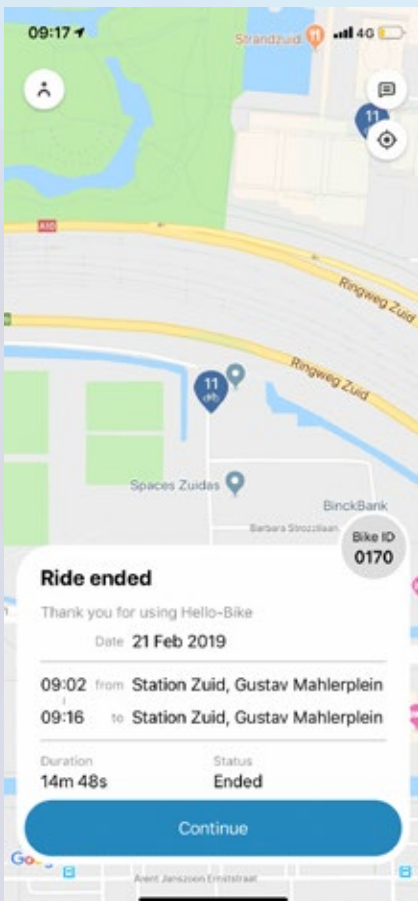 09:17
4G
Strandzuid
11
A10
Ringweg Zuid
Ringweg Zuid
11
Spaces Zuidas
BinckBank
Barbara Strozzilaan
Bike ID
0170
Ride ended
Thank you for using Hello-Bike
Date 21 Feb 2019
09:02 from Station Zuid, Gustav Mahlerplein
09:16 to Station Zuid, Gustav Mahlerplein
Duration Status
14m 48s Ended
Continue
Arent Janszoon Ernststraat